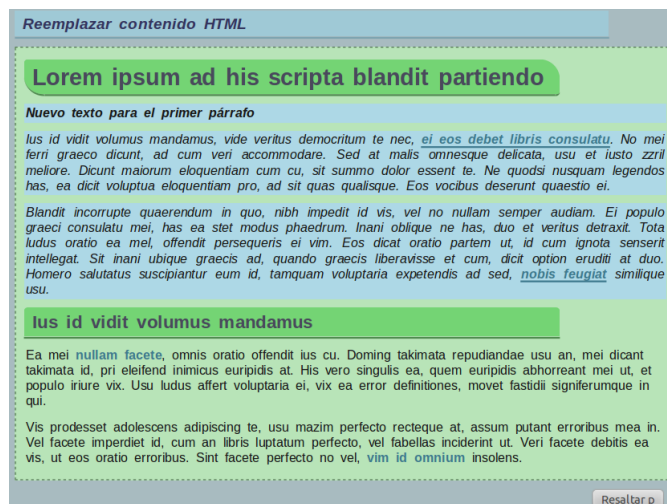 Reemplazar contenido HTML
Lorem ipsum ad his scripta blandit partiendo
Nuevo texto para el primer párrafo
Ius id vidit volumus mandamus, vide veritus democritum te nec, ei eos debet libris consulatu. No mei
ferri graeco dicunt, ad cum veri accommodare. Sed at malis omnesque delicata, usu et iusto zzril
meliore. Dicunt maiorum eloquentiam cum cu, sit summo dolor essent te. Ne quodsi nusquam legendos
has, ea dicit voluptua eloquentiam pro, ad sit quas qualisque. Eos vocibus deserunt quaestio ei.
Blandit incorrupte quaerendum in quo, nibh impedit id vis, vel no nullam semper audiam. Ei populo
graeci consulatu mei, has ea stet modus phaedrum. Inani oblique ne has, duo et veritus detraxit. Tota
ludus oratio ea mel, offendit persequeris ei vim. Eos dicat oratio partem ut, id cum ignota senserit
intellegat. Sit inani ubique graecis ad, quando graecis liberavisse et cum, dicit option eruditi at duo.
Homero salutatus suscipiantur eum id, tamquam voluptaria expetendis ad sed, nobis feugiat similique
usu.
Ius id vidit volumus mandamus
Ea mei nullam facete, omnis oratio offendit ius cu. Doming takimata repudiandae usu an, mei dicant
takimata id, pri eleifend inimicus euripidis at. His vero singulis ea, quem euripidis abhorreant mei ut, et
populo iriure vix. Usu ludus affert voluptaria ei, vix ea error definitiones, movet fastidii signiferumque in
qui.
Vis prodesset adolescens adipiscing te, usu mazim perfecto recteque at, assum putant erroribus mea in.
Vel facete imperdiet id, cum an libris luptatum perfecto, vel fabellas inciderint ut. Veri facete debitis ea
vis, ut eos oratio erroribus. Sint facete perfecto no vel, vim id omnium insolens.
Resaltar p